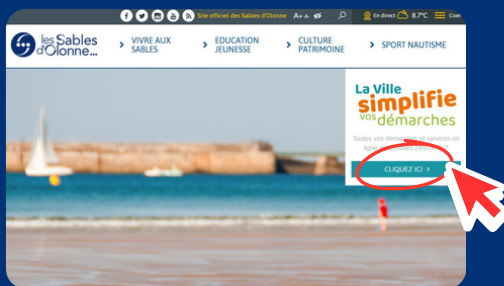 Site officiel des Sables d'Olonne A+ A- En direct 8.7°C Com
les Sables
d'Olonne...
VIVRE AUX
SABLES
EDUCATION
JEUNESSE
CULTURE
PATRIMOINE
SPORT NAUTISME
La Ville
simplifie
vos démarches
Toutes vos démarches et services en
CLIQUEZ ICI >